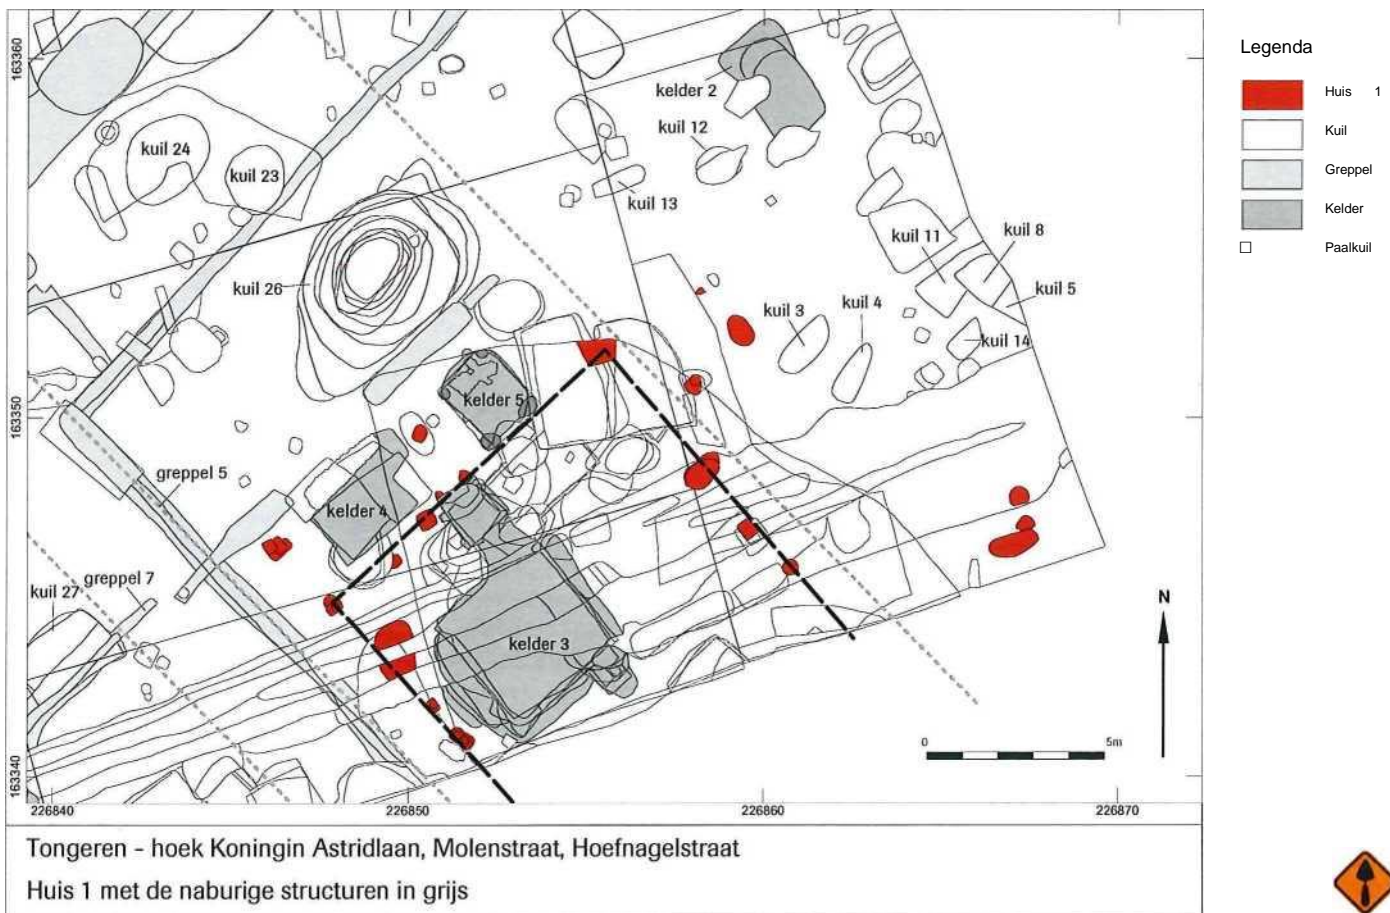 163360
163350
163340
kelder 2
kuil 12
kuil 24
kuil 23
kuil 13
kuil 11
kuil 8
kuil 26
kuil 5
kuil 3
kuil 4
kuil 14
kelder 5
greppel 5
kelder 4
greppel 7
kuil 27
kelder 3
N
0 5m
226840 226850 226860 226870
Legenda
Huis 1
Kuil
Greppel
Kelder
Paalkuil
Tongeren - hoek Koningin Astridlaan, Molenstraat, Hoefnagelstraat
Huis 1 met de naburige structuren in grijs